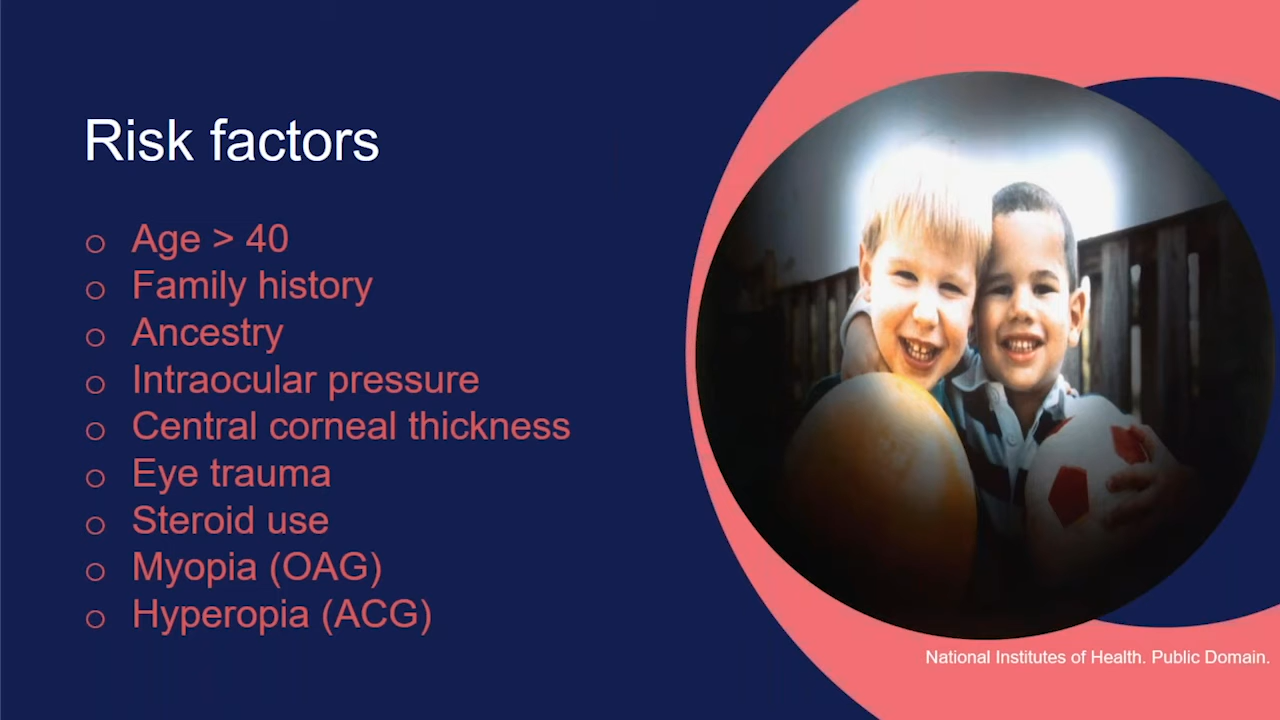 Risk factors
o Age > 40
o Family history
o Ancestry
o Intraocular pressure
o Central corneal thickness
o Eye trauma
o Steroid use
o Myopia (OAG)
o Hyperopia (ACG)
National Institutes of Health. Public Domain.